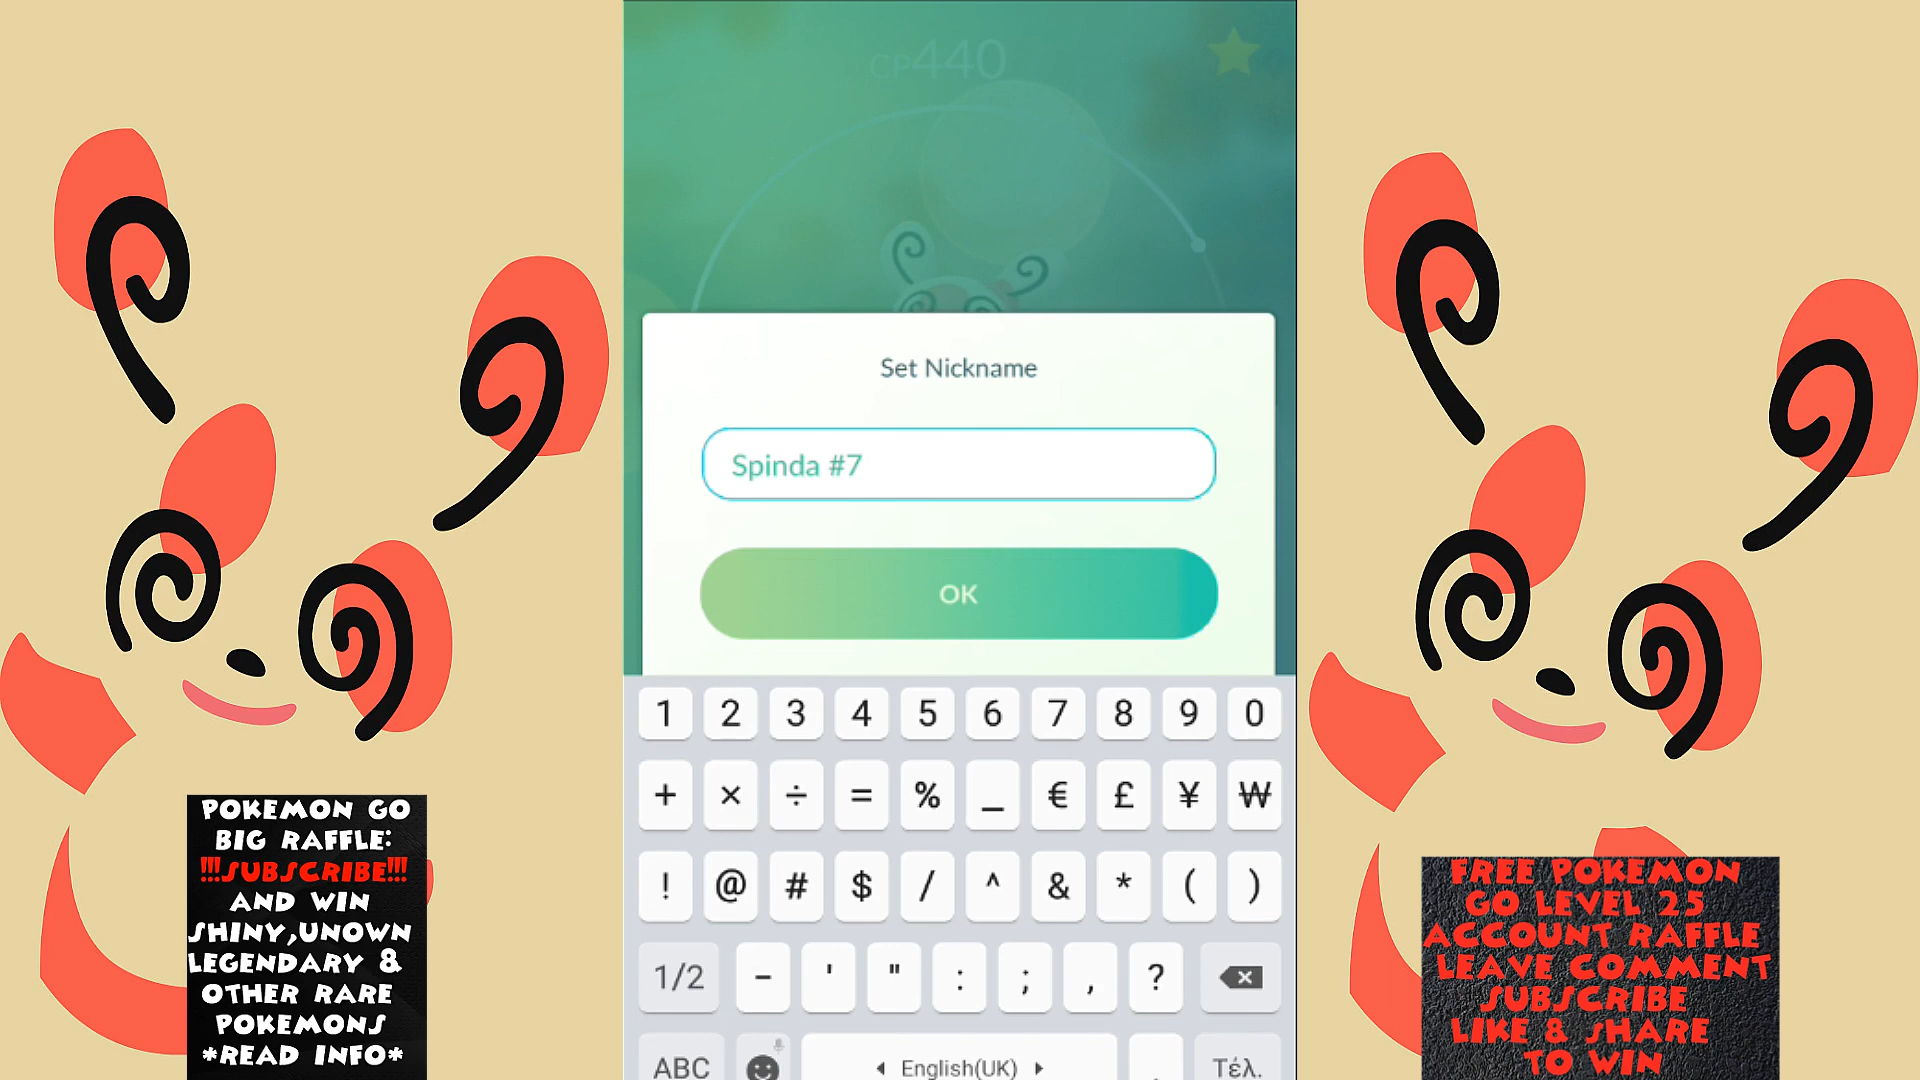 CP440
Set Nickname
Spinda #7
OK
1 2 3 4 5 6 7 8 9 0
+ × ÷ = % _ € £ ¥ ₩
! @ # $ / ^ & * ( )
1/2 - ' " : ; , ?
ABC English(UK) . Τέλ.
POKEMON GO
BIG RAFFLE:
!!!SUBSCRIBE!!!
AND WIN
SHINY,UNOWN
LEGENDARY &
OTHER RARE
POKEMONS
*READ INFO*
FREE POKEMON
GO LEVEL 25
ACCOUNT RAFFLE
LEAVE COMMENT
SUBSCRIBE
LIKE & SHARE
TO WIN